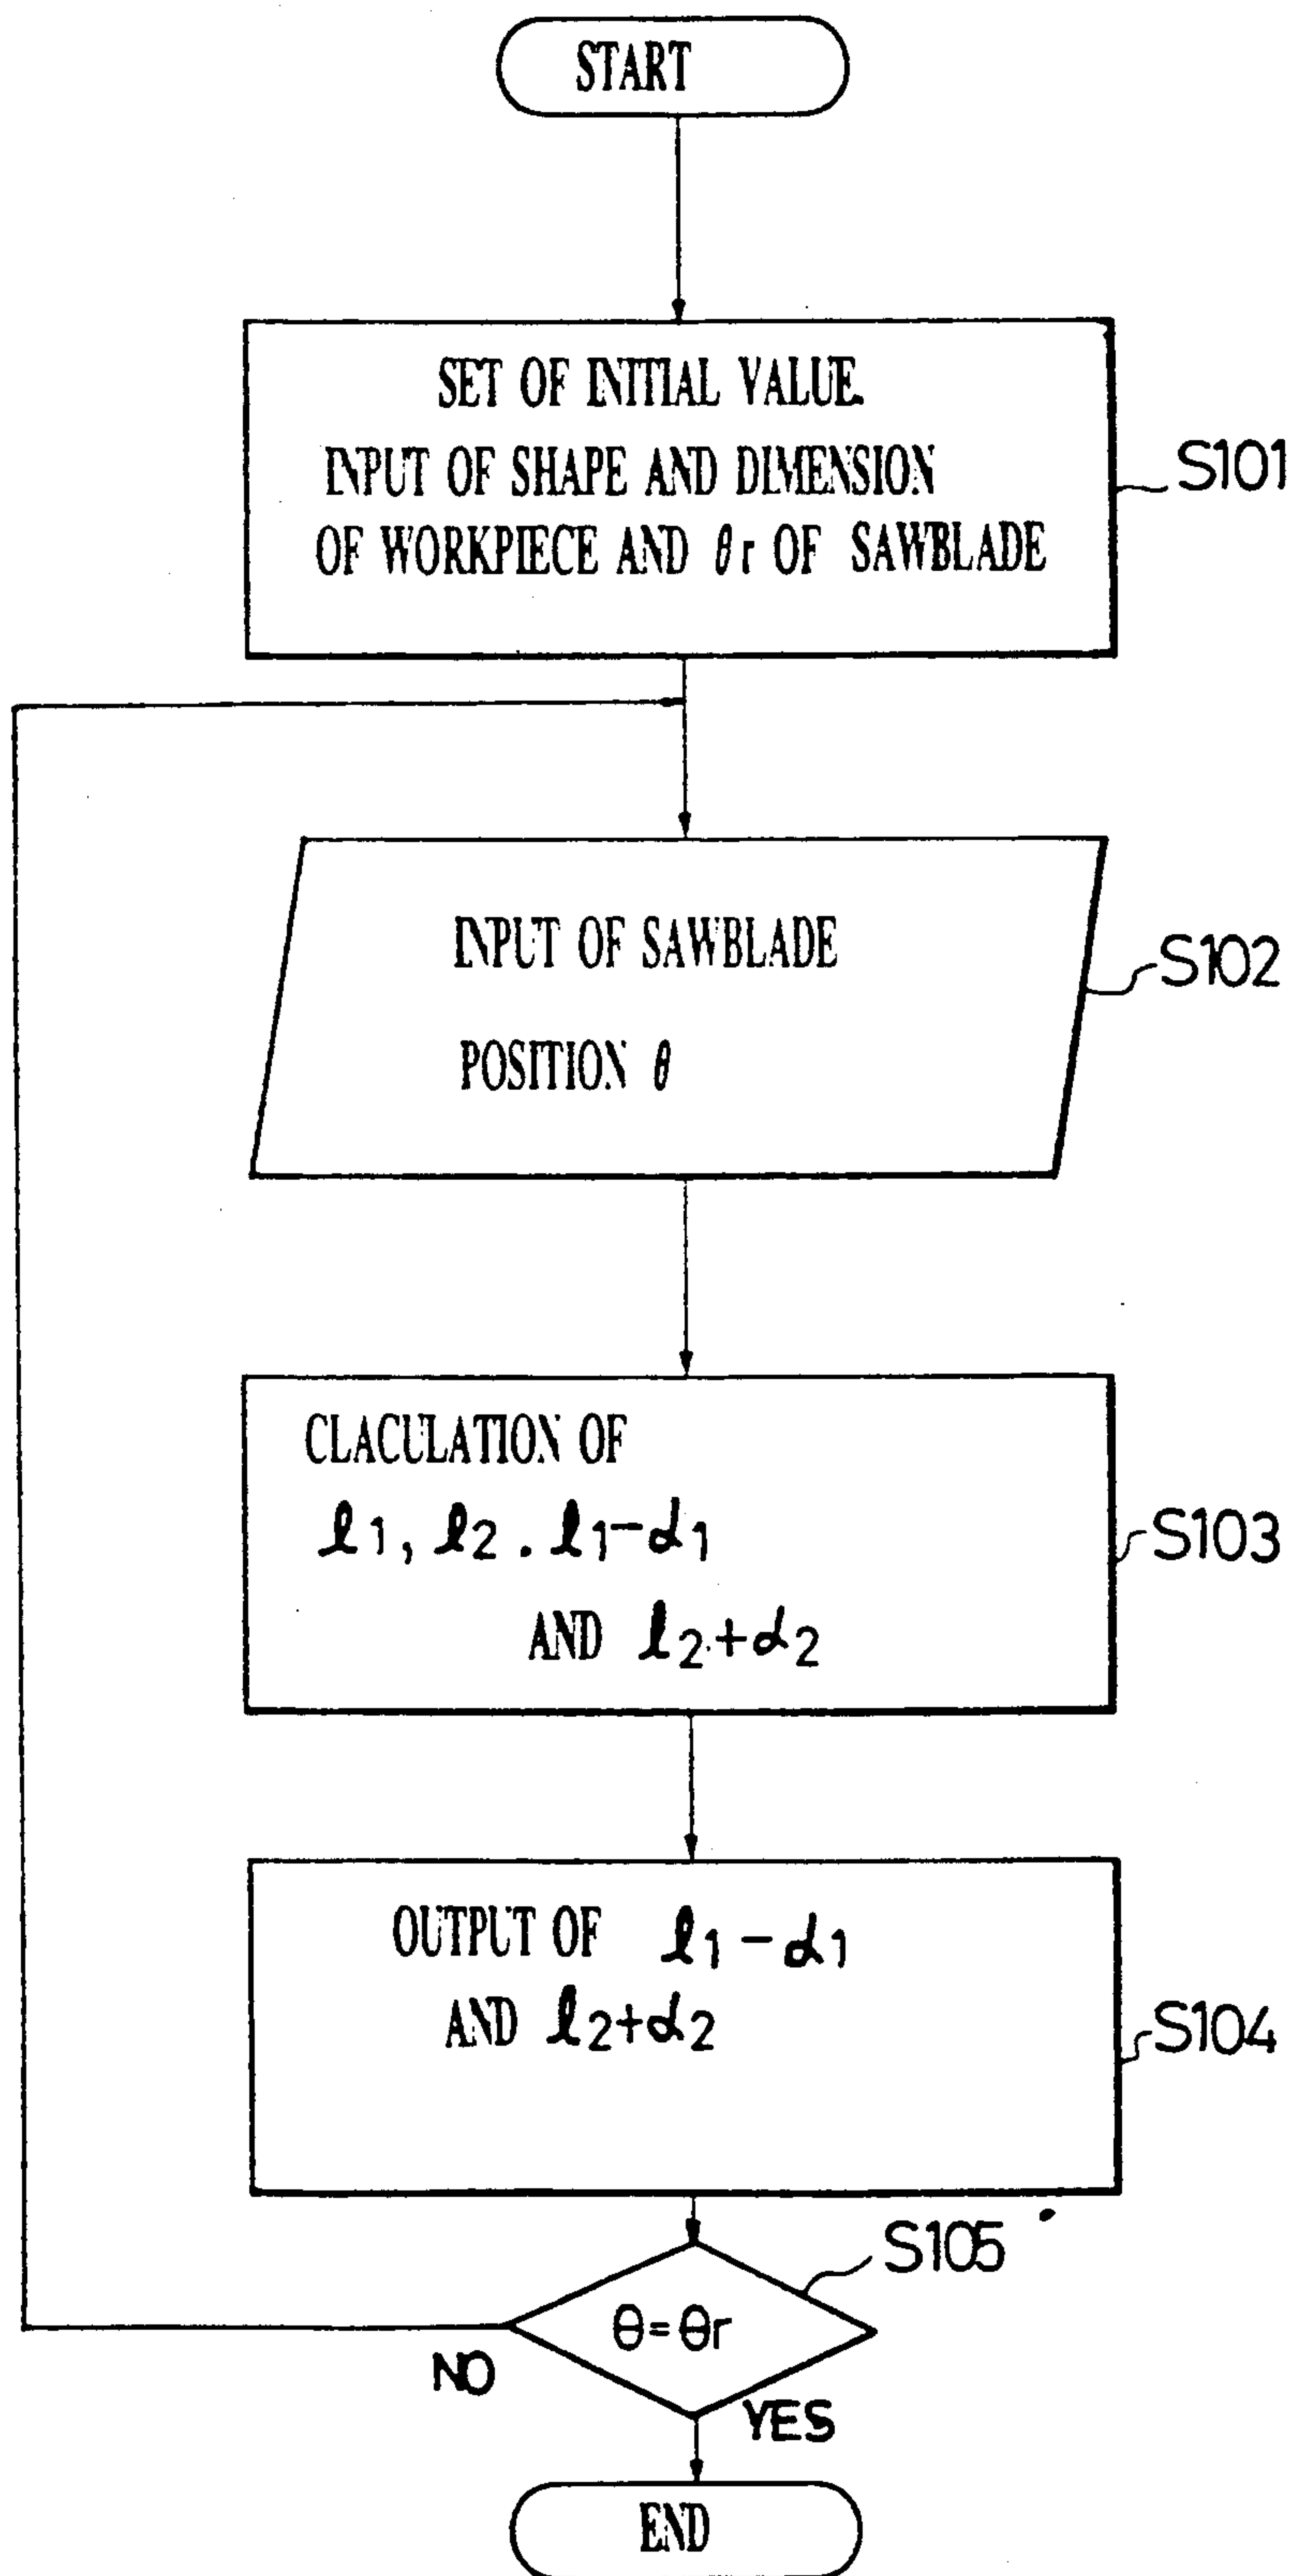 START
SET OF INITIAL VALUE.
INPUT OF SHAPE AND DIMENSION
OF WORKPIECE AND θr OF SAWBLADE
S101
INPUT OF SAWBLADE
POSITION θ
S102
CLACULATION OF
ℓ1, ℓ2. ℓ1-α1
AND ℓ2+α2
S103
OUTPUT OF ℓ1-α1
AND ℓ2+α2
S104
S105
θ=θr
NO
YES
END